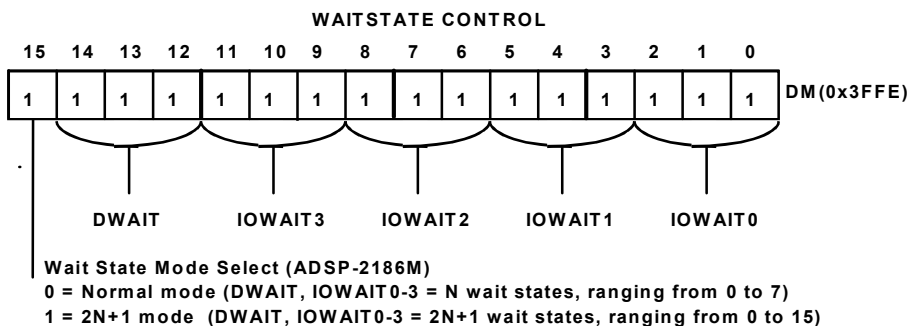 WAITSTATE CONTROL
15 14 13 12 11 10 9 8 7 6 5 4 3 2 1 0
1 1 1 1 1 1 1 1 1 1 1 1 1 1 1 1 DM(0x3FFE)
DWAIT IOWAIT3 IOWAIT2 IOWAIT1 IOWAIT0
Wait State Mode Select (ADSP-2186M)
0 = Normal mode (DWAIT, IOWAIT0-3 = N wait states, ranging from 0 to 7)
1 = 2N+1 mode (DWAIT, IOWAIT0-3 = 2N+1 wait states, ranging from 0 to 15)